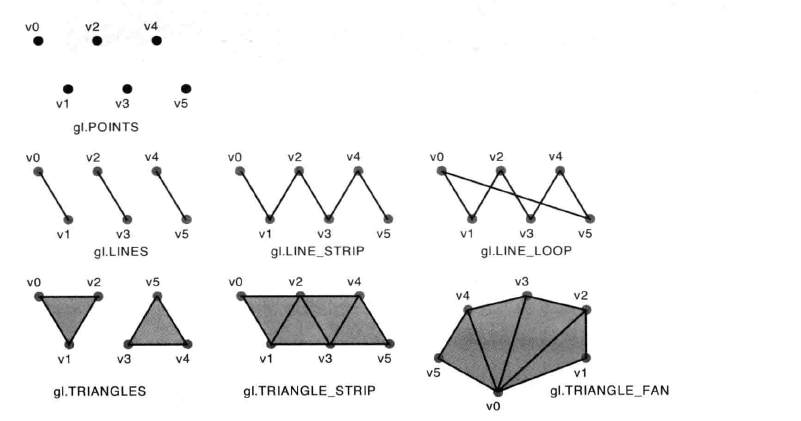 v0 v2 v4
v1 v3 v5
gl.POINTS
v0 v2 v4 v0 v2 v4 v0 v2 v4
v1 v3 v5 v1 v3 v5 v1 v3 v5
gl.LINES gl.LINE_STRIP gl.LINE_LOOP
v0 v2 v5 v0 v2 v4 v4 v3 v2
v1 v3 v4 v1 v3 v5 v5 v1
gl.TRIANGLES gl.TRIANGLE_STRIP gl.TRIANGLE_FAN
v0